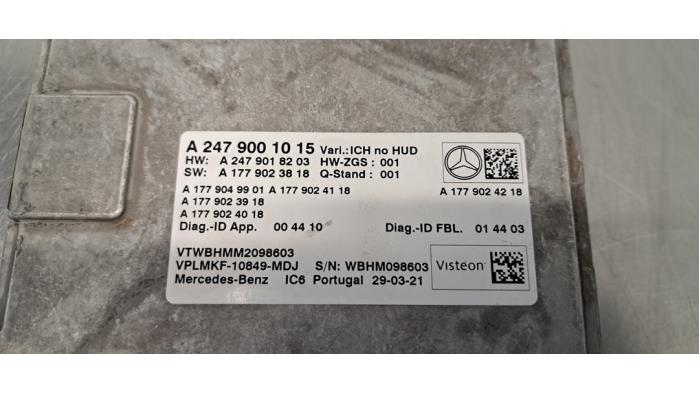 A 247 900 10 15 Vari.:ICH no HUD
HW: A 247 901 82 03 HW-ZGS : 001
SW: A 177 902 38 18 Q-Stand : 001
A 177 904 99 01 A 177 902 41 18 A 177 902 42 18
A 177 902 39 18
A 177 902 40 18
Diag.-ID App. 00 44 10 Diag.-ID FBL. 01 44 03
VTWBHMM2098603
VPLMKF-10849-MDJ S/N: WBHM098603 Visteon
Mercedes-Benz IC6 Portugal 29-03-21